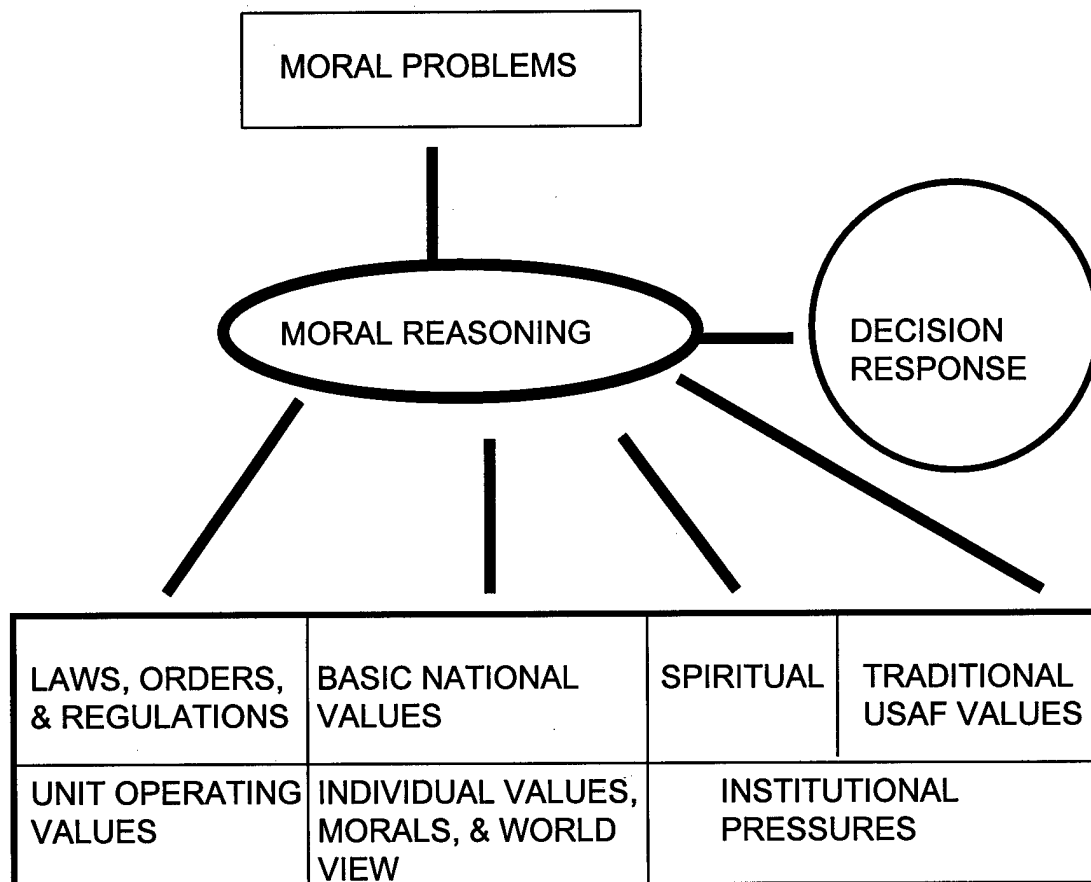 MORAL PROBLEMS
MORAL REASONING
DECISION
RESPONSE
LAWS, ORDERS,
& REGULATIONS
BASIC NATIONAL
VALUES
SPIRITUAL
TRADITIONAL
USAF VALUES
UNIT OPERATING
VALUES
INDIVIDUAL VALUES,
MORALS, & WORLD
VIEW
INSTITUTIONAL
PRESSURES